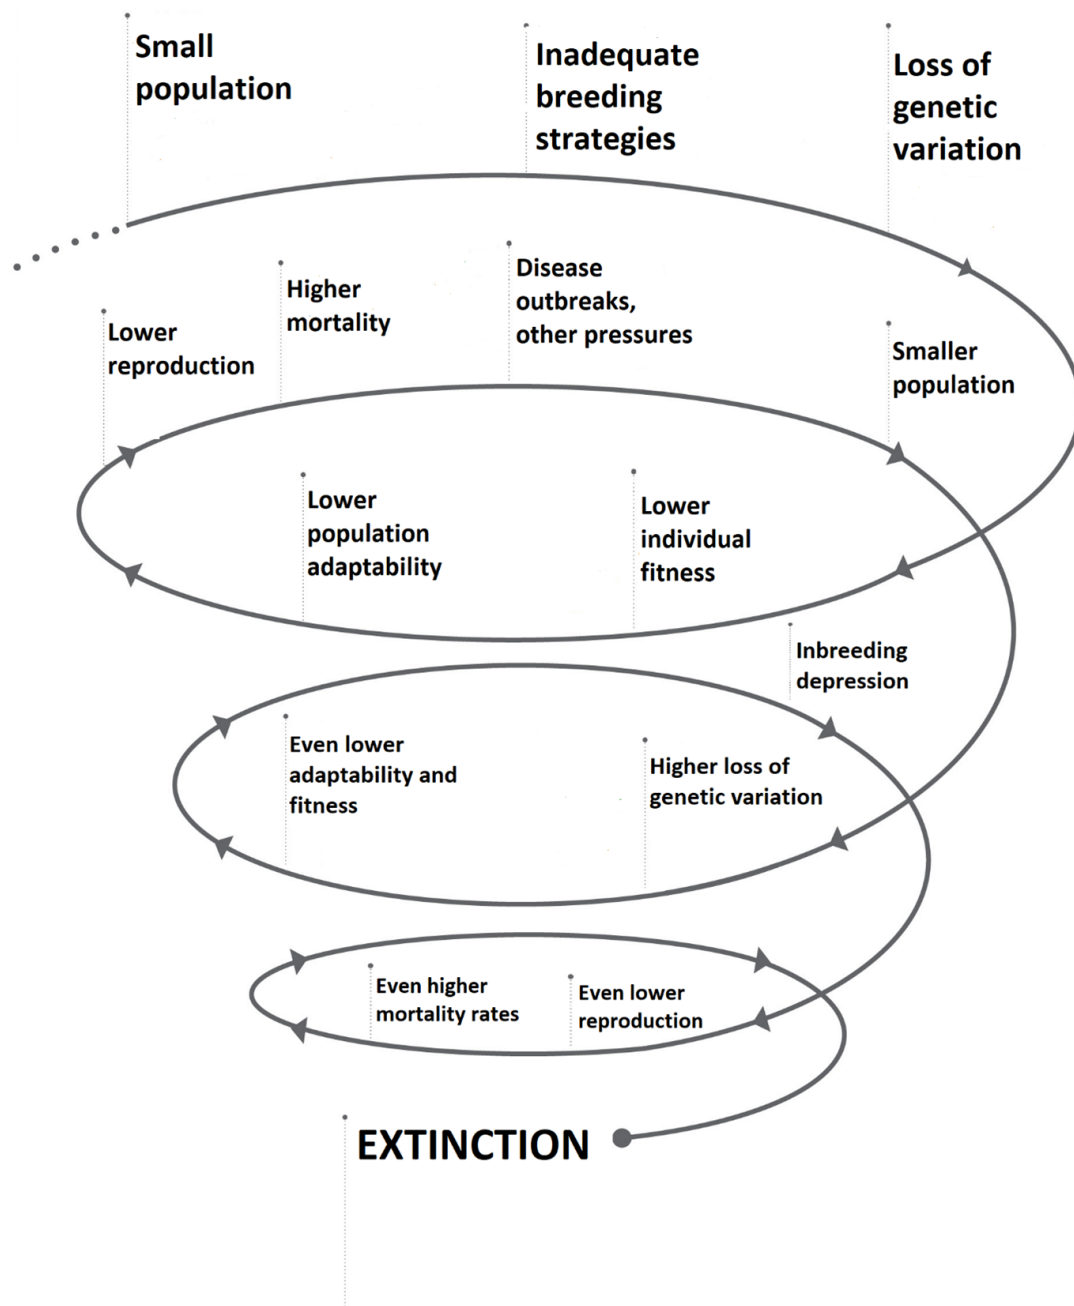 Small
population
Inadequate
breeding
strategies
Loss of
genetic
variation
Lower
reproduction
Higher
mortality
Disease
outbreaks,
other pressures
Smaller
population
Lower
population
adaptability
Lower
individual
fitness
Inbreeding
depression
Even lower
adaptability and
fitness
Higher loss of
genetic variation
Even higher
mortality rates
Even lower
reproduction
EXTINCTION